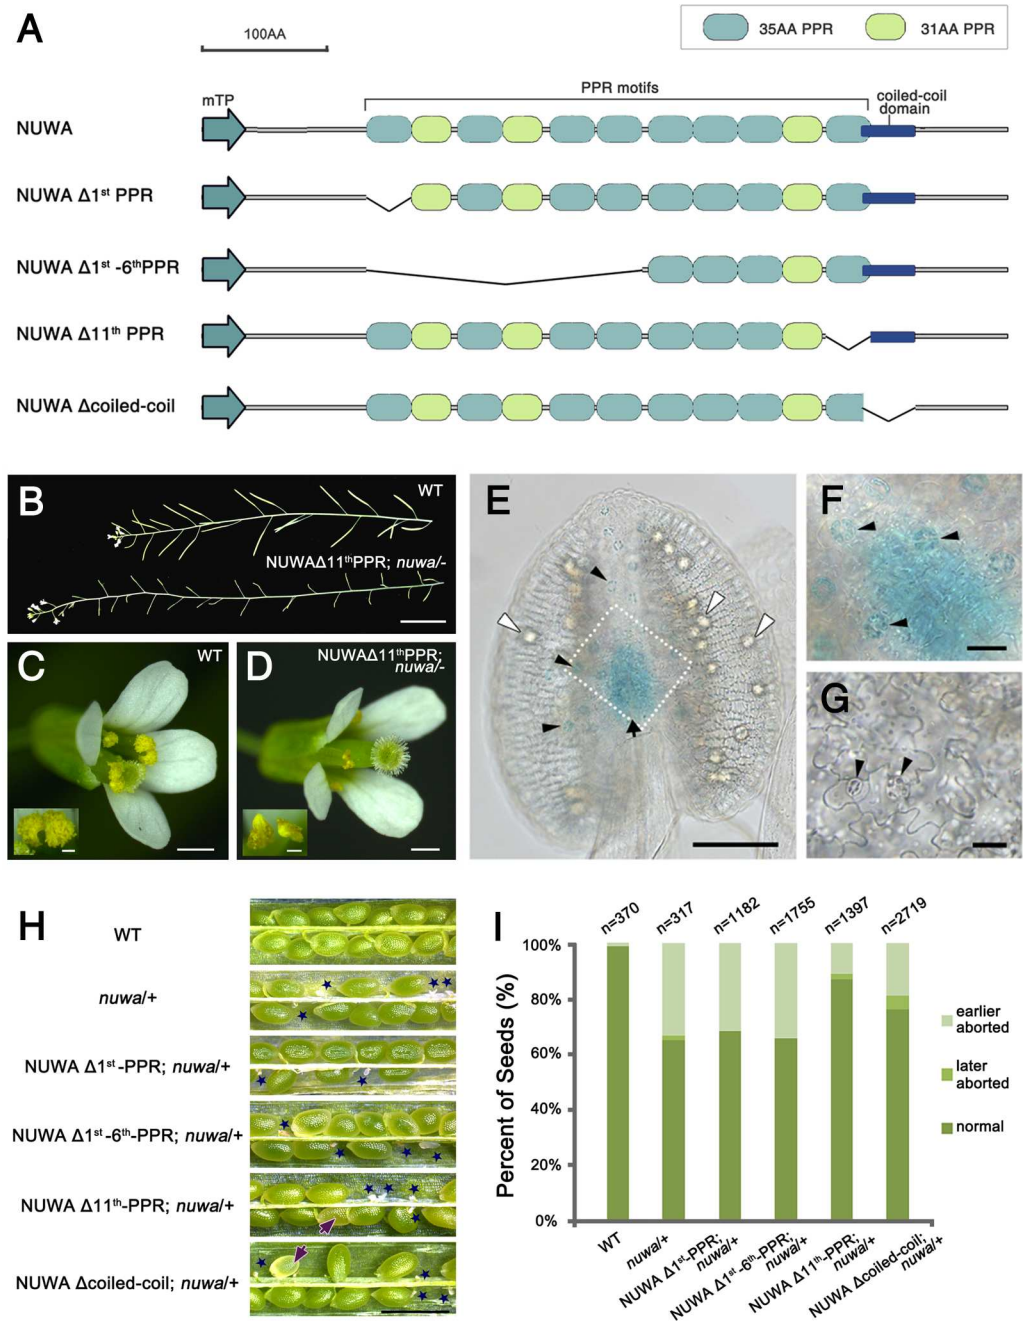 A
100AA
35AA PPR
31AA PPR
mTP
PPR motifs
coiled-coil
domain
NUWA
NUWA Δ1st PPR
NUWA Δ1st -6thPPR
NUWA Δ11th PPR
NUWA Δcoiled-coil
B
WT
NUWAΔ11thPPR; nuwa/-
C
WT
D
NUWAΔ11thPPR;
nuwa/-
E
F
G
H
WT
nuwa/+
NUWA Δ1st-PPR; nuwa/+
NUWA Δ1st-6th-PPR; nuwa/+
NUWA Δ11th-PPR; nuwa/+
NUWA Δcoiled-coil; nuwa/+
I
n=370
n=317
n=1182
n=1755
n=1397
n=2719
Percent of Seeds (%)
100%
80%
60%
40%
20%
0%
earlier
aborted
later
aborted
normal
WT
nuwa/+
NUWA Δ1st-PPR;
nuwa/+
NUWA Δ1st-6th-PPR;
nuwa/+
NUWA Δ11th-PPR;
nuwa/+
NUWA Δcoiled-coil;
nuwa/+